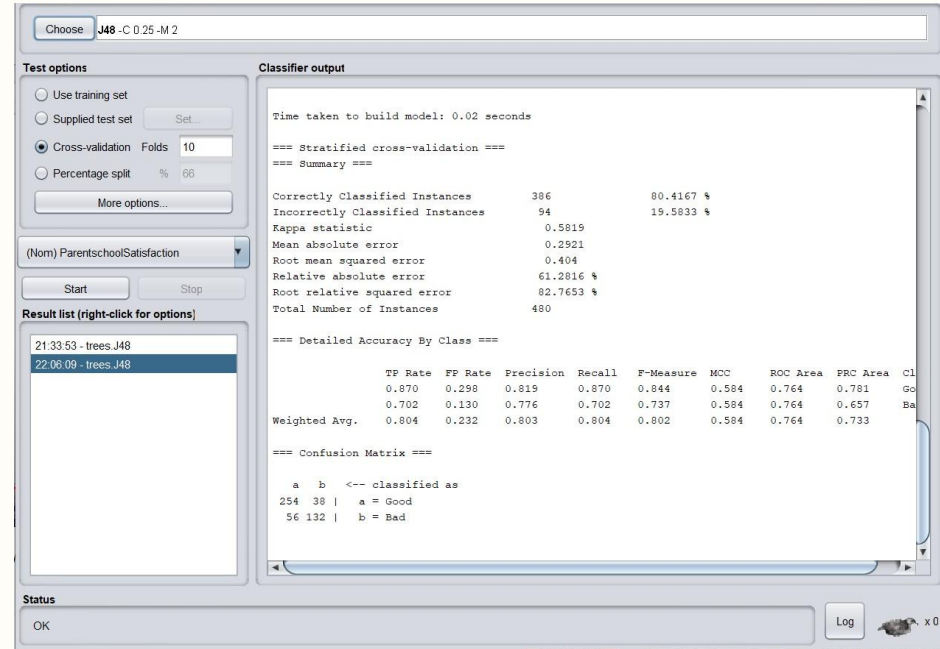 Choose J48 -C 0.25 -M 2
Test options
Use training set
Supplied test set Set...
Cross-validation Folds 10
Percentage split % 66
More options...
(Nom) ParentschoolSatisfaction
Start Stop
Result list (right-click for options)
21:33:53 - trees.J48
22:06:09 - trees.J48
Classifier output
Time taken to build model: 0.02 seconds
=== Stratified cross-validation ===
=== Summary ===
Correctly Classified Instances 386 80.4167 %
Incorrectly Classified Instances 94 19.5833 %
Kappa statistic 0.5819
Mean absolute error 0.2921
Root mean squared error 0.404
Relative absolute error 61.2816 %
Root relative squared error 82.7653 %
Total Number of Instances 480
=== Detailed Accuracy By Class ===
TP Rate FP Rate Precision Recall F-Measure MCC ROC Area PRC Area Cl
0.870 0.298 0.819 0.870 0.844 0.584 0.764 0.781 Go
0.702 0.130 0.776 0.702 0.737 0.584 0.764 0.657 Ba
Weighted Avg. 0.804 0.232 0.803 0.804 0.802 0.584 0.764 0.733
=== Confusion Matrix ===
a b <-- classified as
254 38 | a = Good
56 132 | b = Bad
Status
OK
Log
x 0